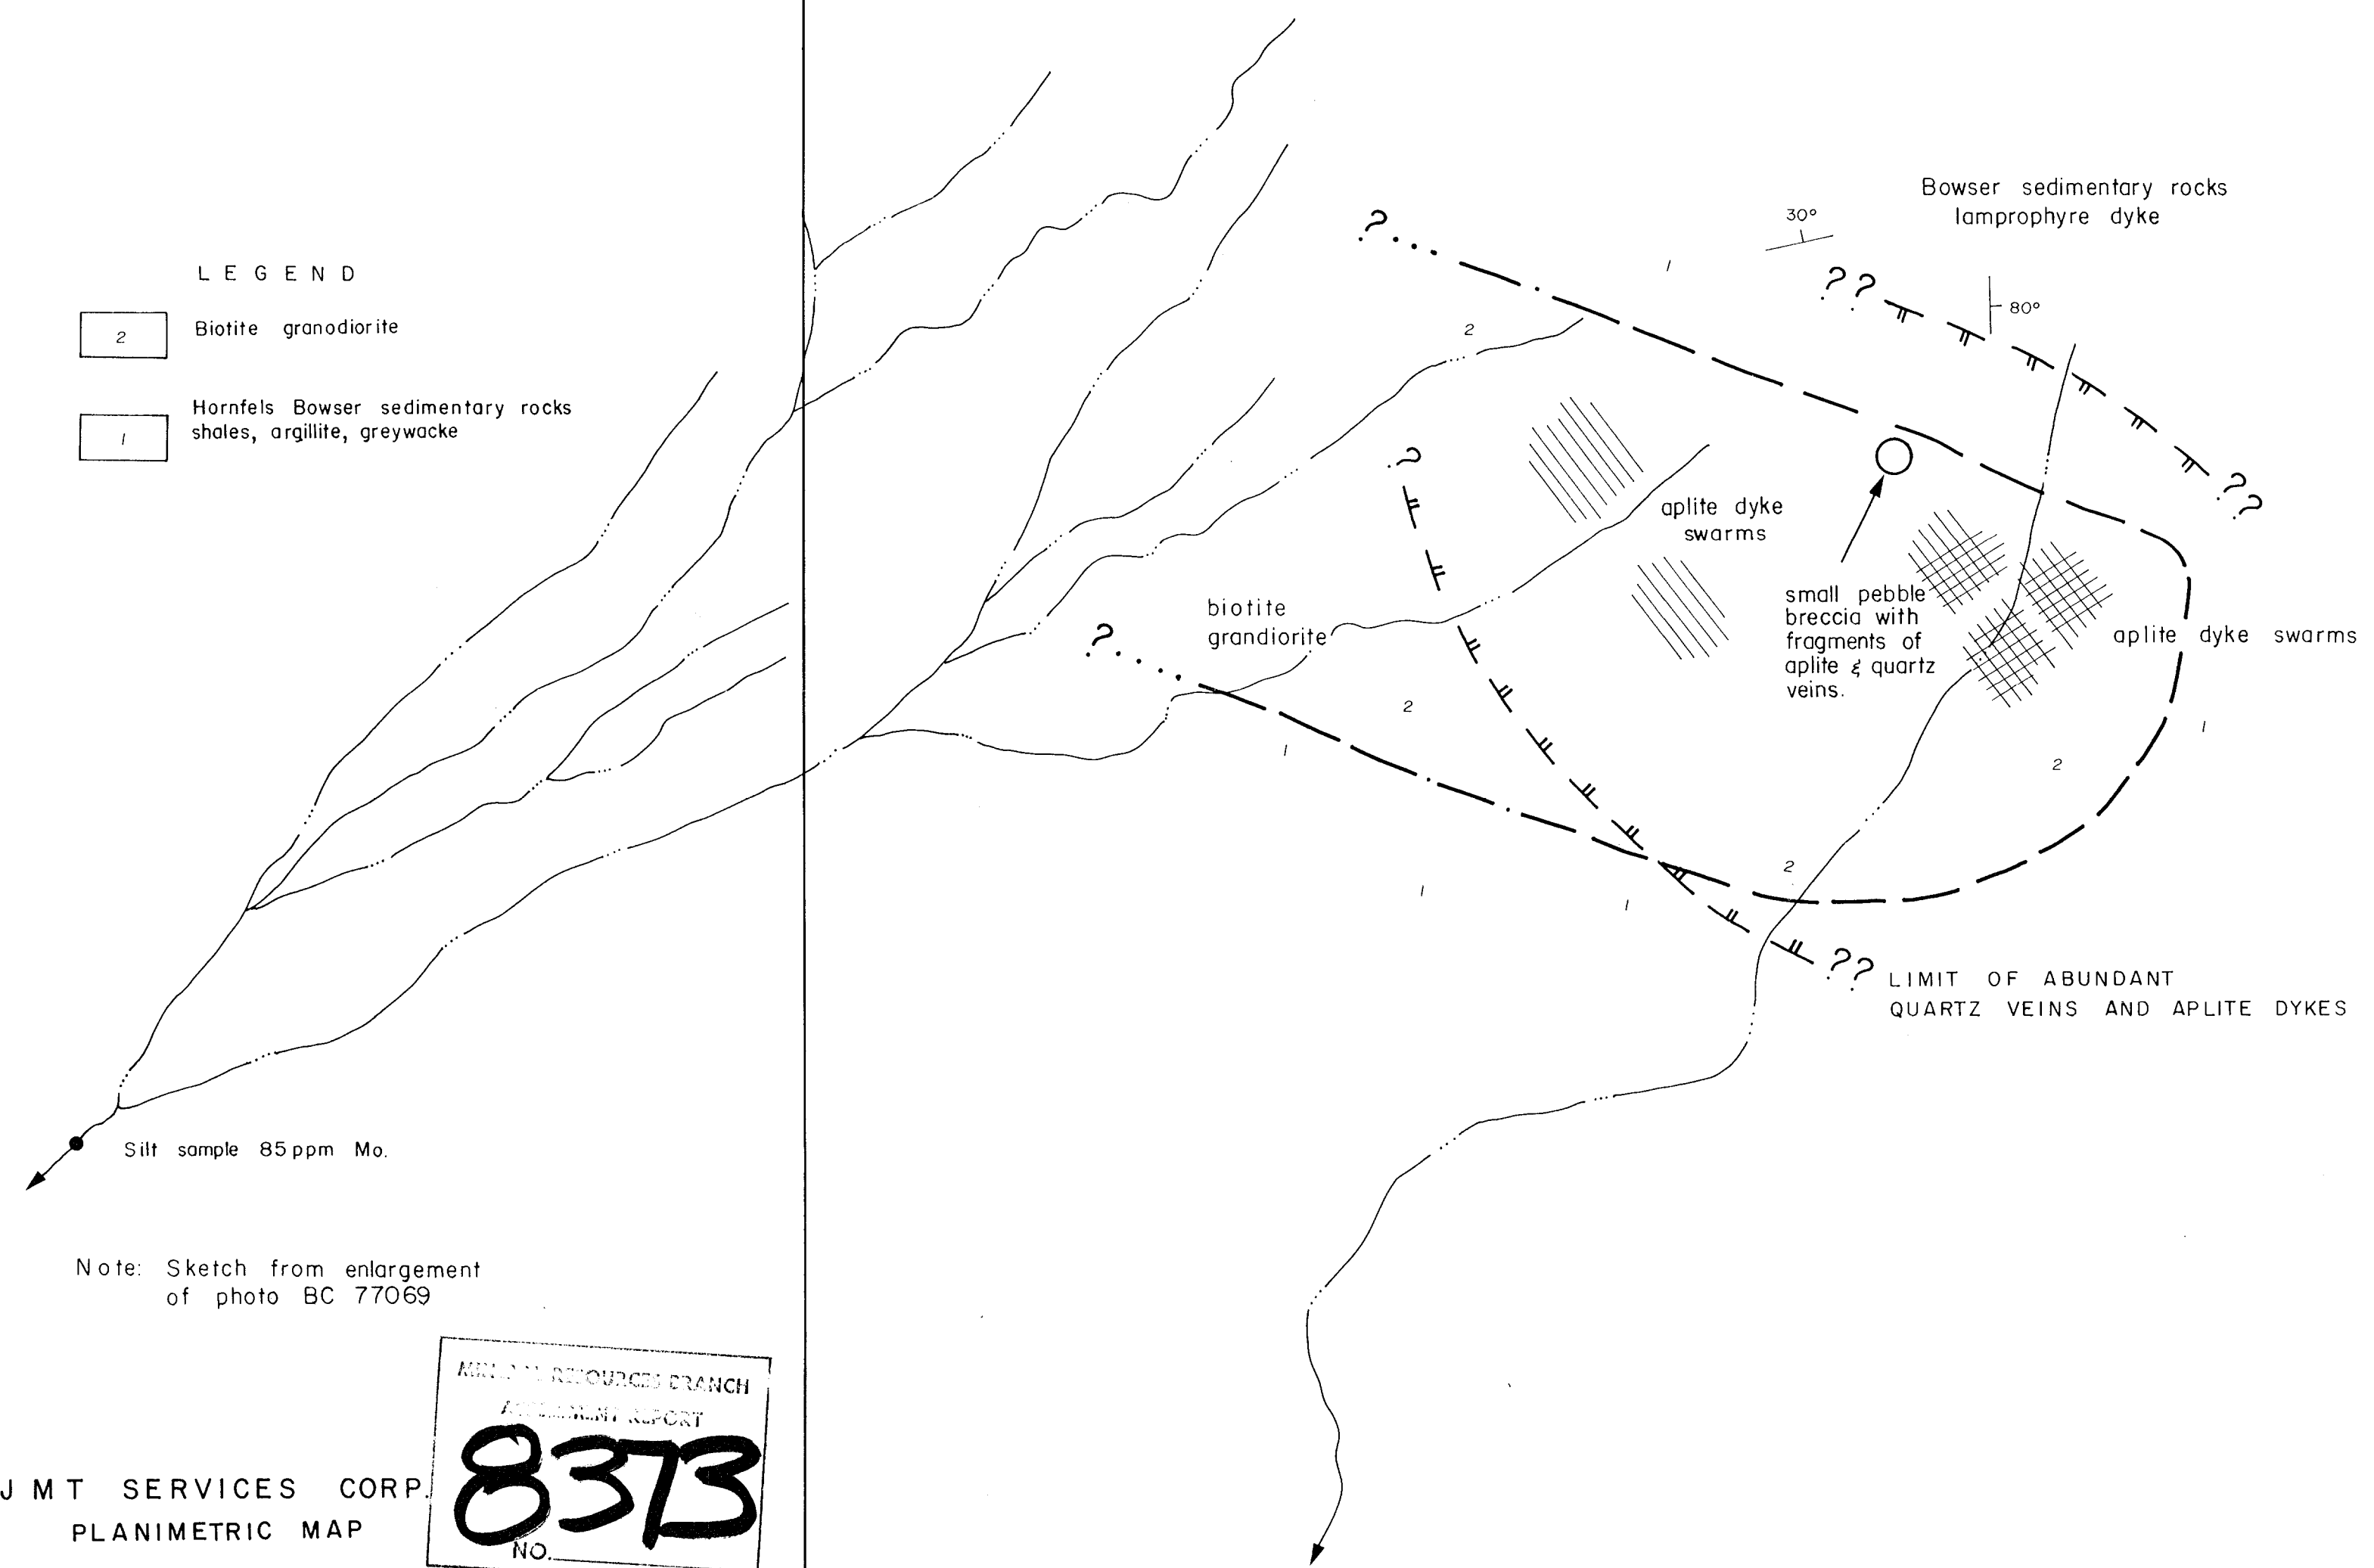 LEGEND
2
Biotite granodiorite
1
Hornfels Bowser sedimentary rocks
shales, argillite, greywacke
Bowser sedimentary rocks
lamprophyre dyke
30°
80°
?
??
??
?
?
??
1
2
aplite dyke
swarms
small pebble
breccia with
fragments of
aplite & quartz
veins.
aplite dyke swarms
biotite
grandiorite
2
1
1
2
2
1
1
LIMIT OF ABUNDANT
QUARTZ VEINS AND APLITE DYKES
Silt sample 85 ppm Mo.
Note: Sketch from enlargement
of photo BC 77069
RESOURCES BRANCH
REPORT
8373
NO.
JMT SERVICES CORP.
PLANIMETRIC MAP